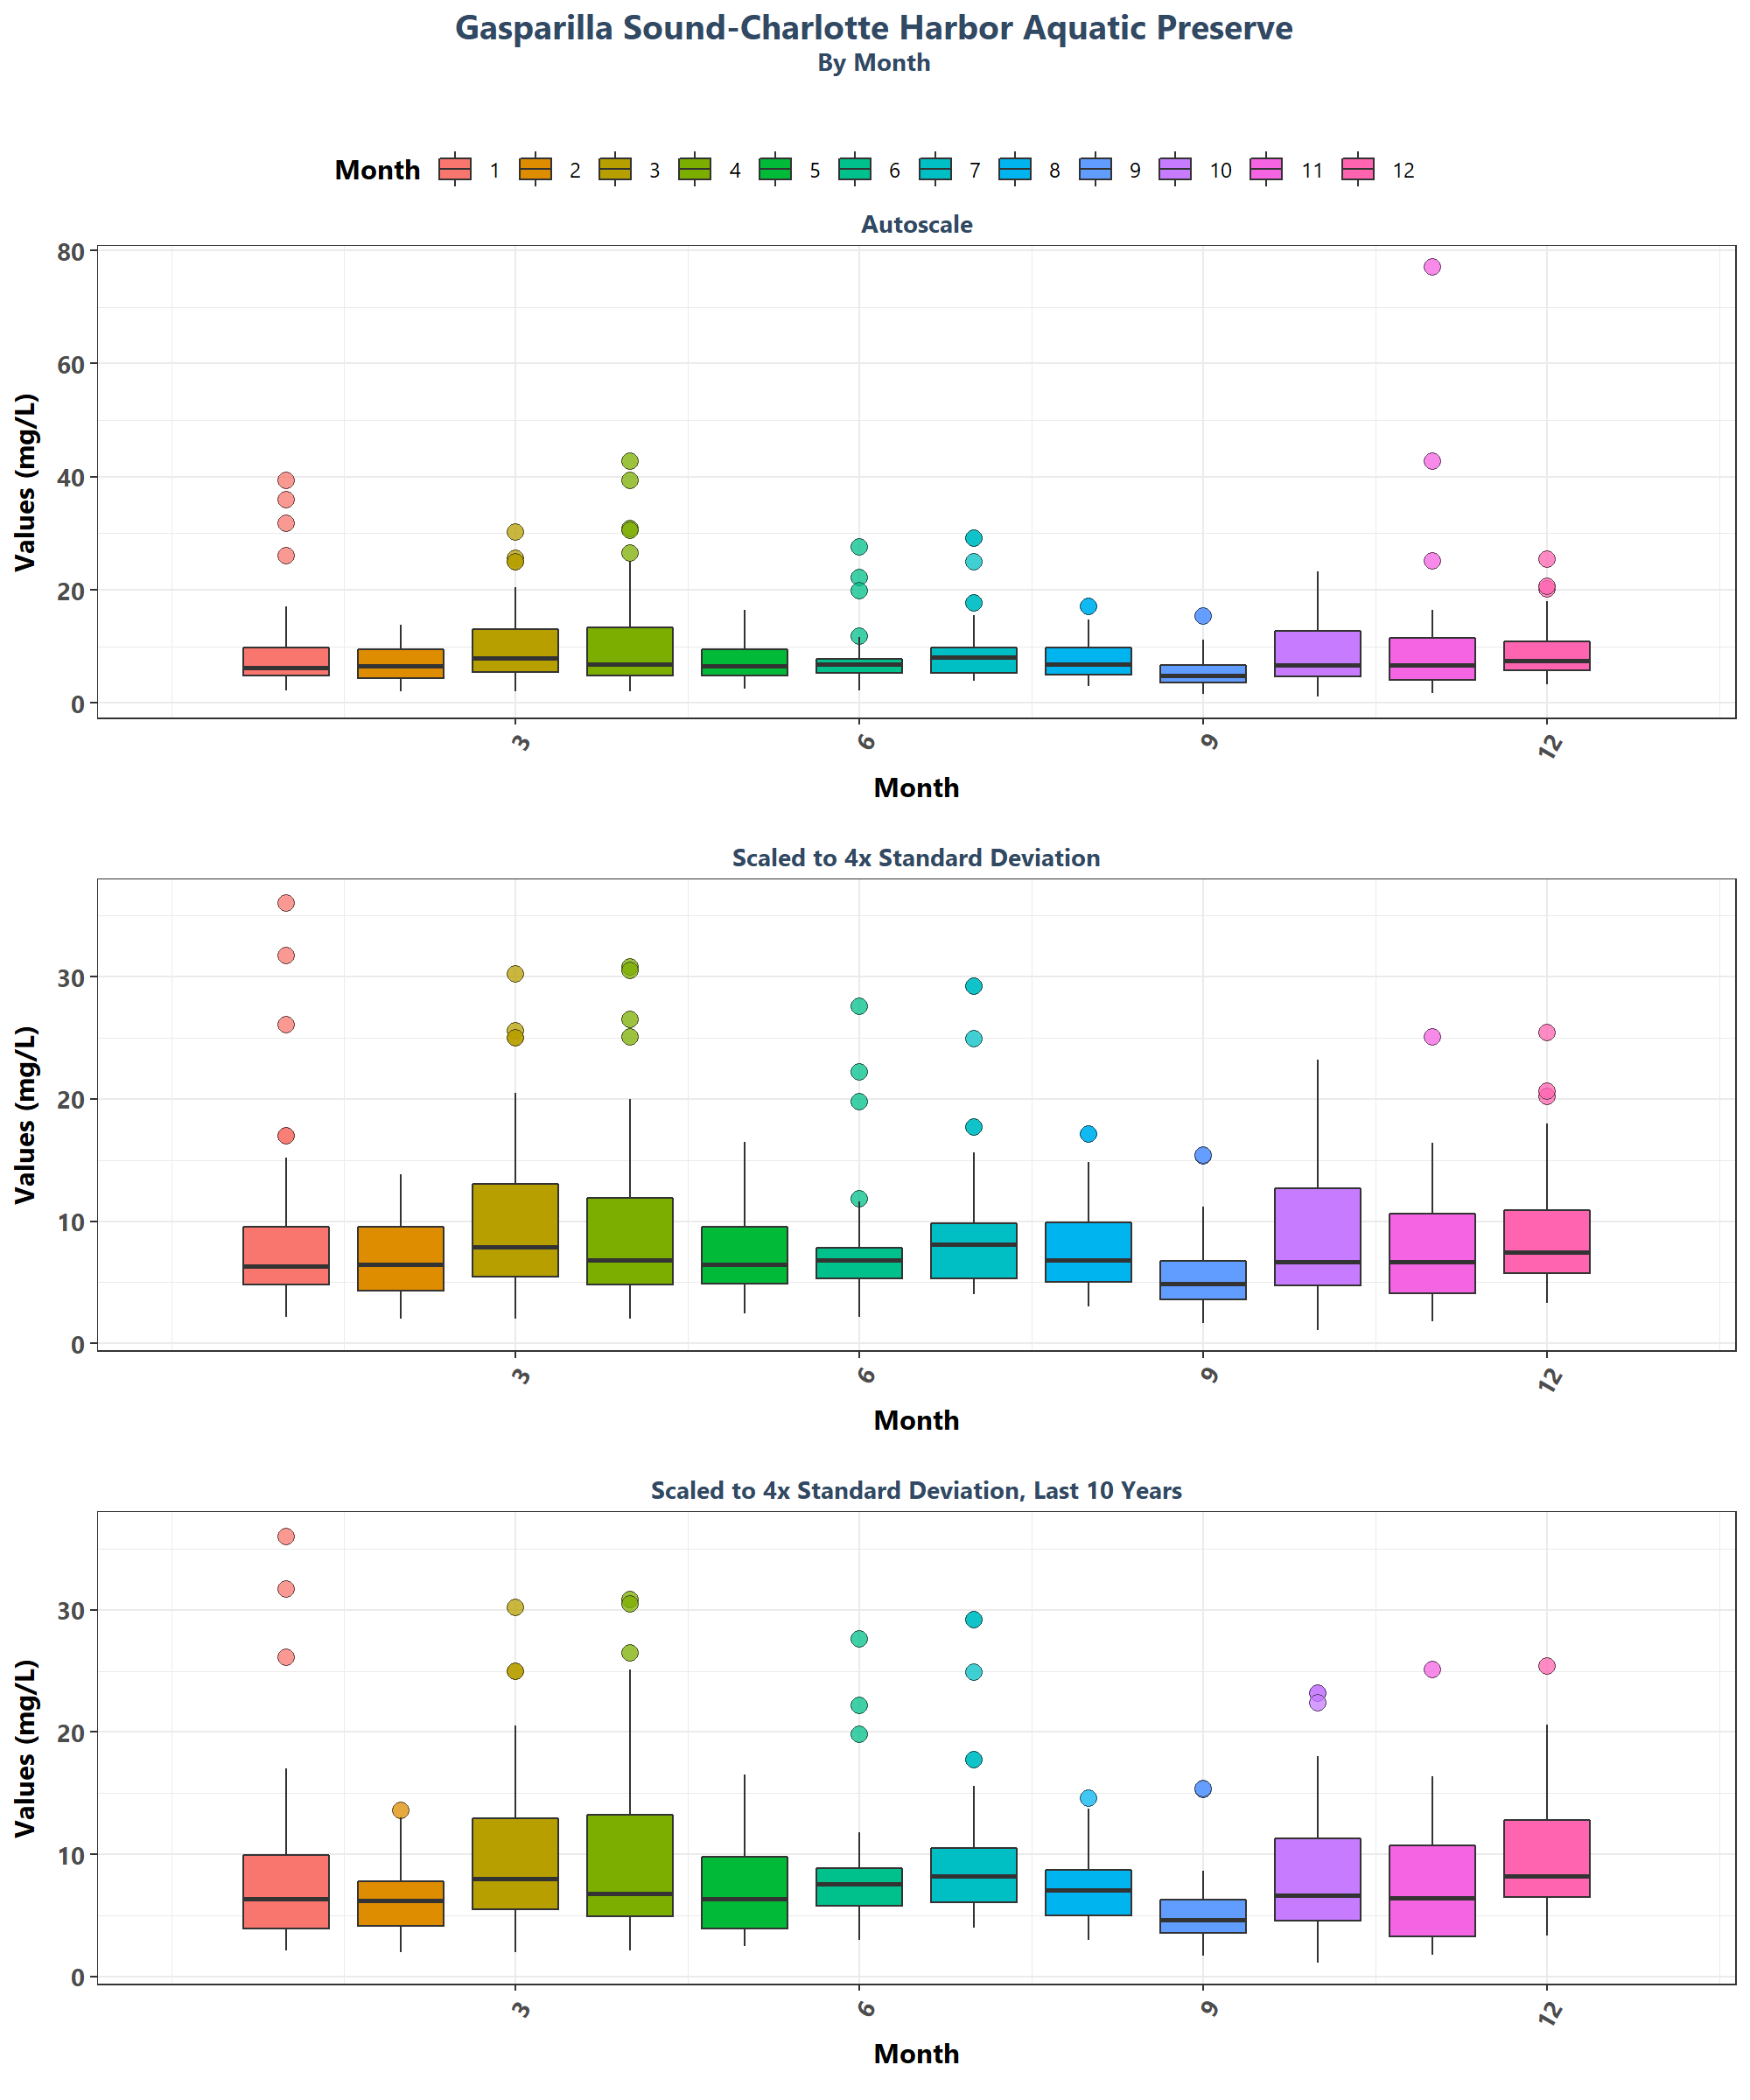 Gasparilla Sound-Charlotte Harbor Aquatic Preserve
By Month
Month 1 2 3 4 5 6 7 8 9 10 11 12
Autoscale
Values (mg/L)
80
60
40
20
0
3 6 9 12
Month
Scaled to 4x Standard Deviation
Values (mg/L)
30
20
10
0
3 6 9 12
Month
Scaled to 4x Standard Deviation, Last 10 Years
Values (mg/L)
30
20
10
0
3 6 9 12
Month